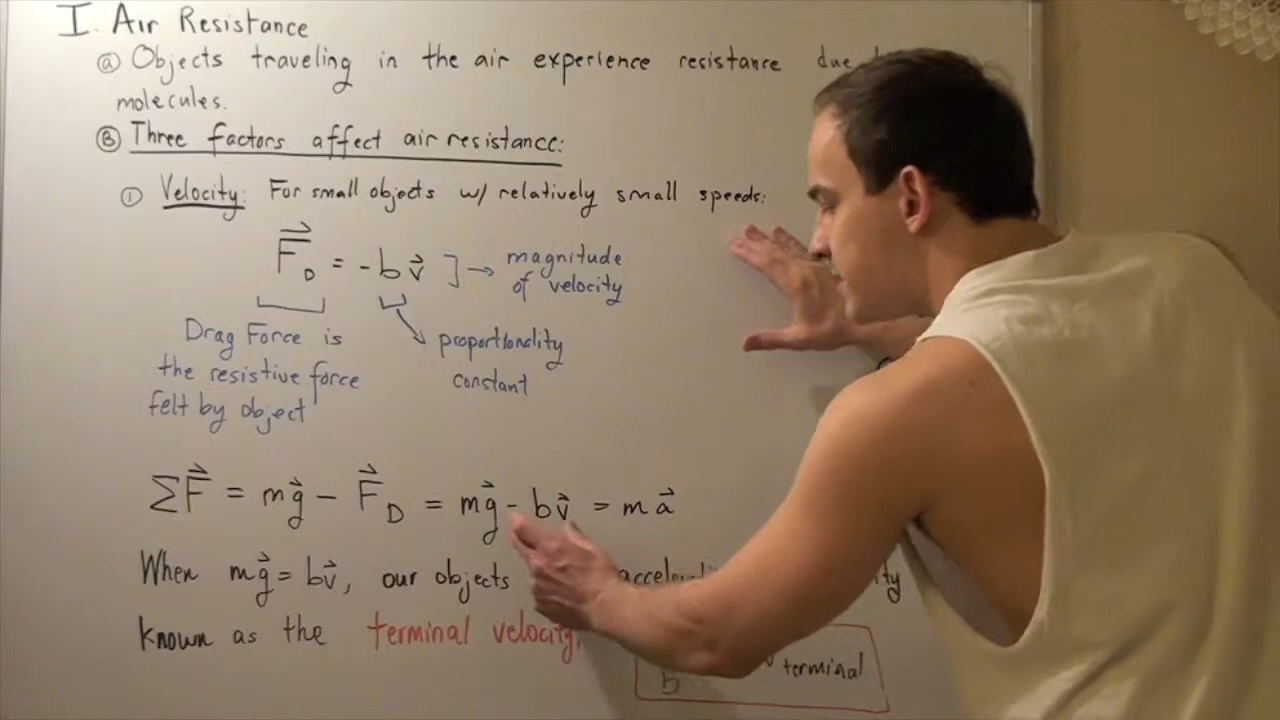 I. Air Resistance
ⓐ Objects traveling in the air experience resistance due
molecules.
Ⓑ Three factors affect air resistance:
① Velocity: For small objects w/ relatively small speeds:
F⃗_D = -bv⃗ ] → magnitude
of velocity
Drag Force is
the resistive force
felt by object
proportionality
constant
ΣF⃗ = mg⃗ - F⃗_D = mg⃗ - bv⃗ = ma⃗
When mg⃗ = bv⃗, our objects
known as the terminal velocity.
terminal